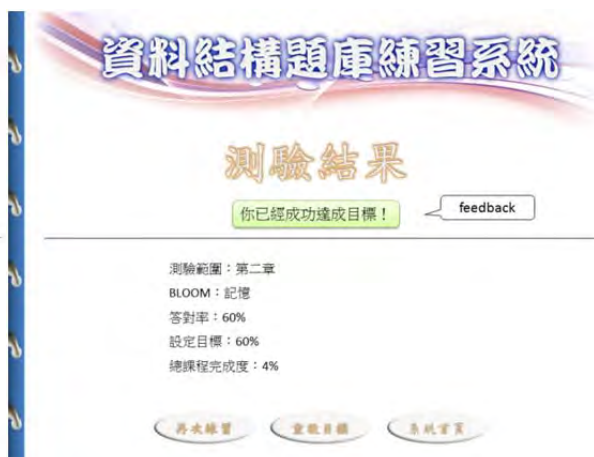 資料結構題庫練習系統
測驗結果
你已經成功達成目標！
feedback
測驗範圍：第二章
BLOOM：記憶
答對率：60%
設定目標：60%
總課程完成度：4%
再次練習 重設目標 系統首頁